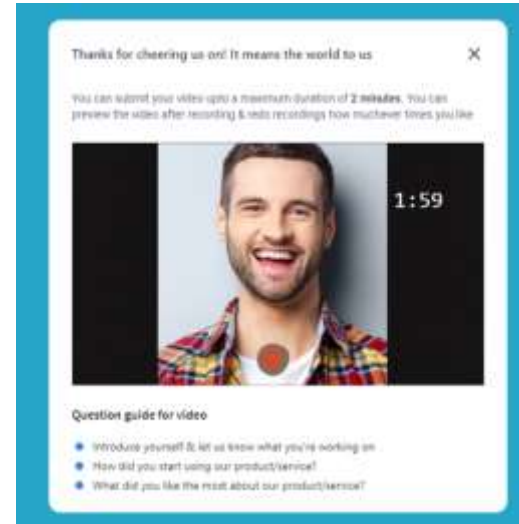 Thanks for cheering us on! It means the world to us
You can submit your video upto a maximum duration of 2 minutes. You can
preview the video after recording & redo recordings how muchever times you like
1:59
Question guide for video
Introduce yourself & let us know what you're working on
How did you start using our product/service?
What did you like the most about our product/service?